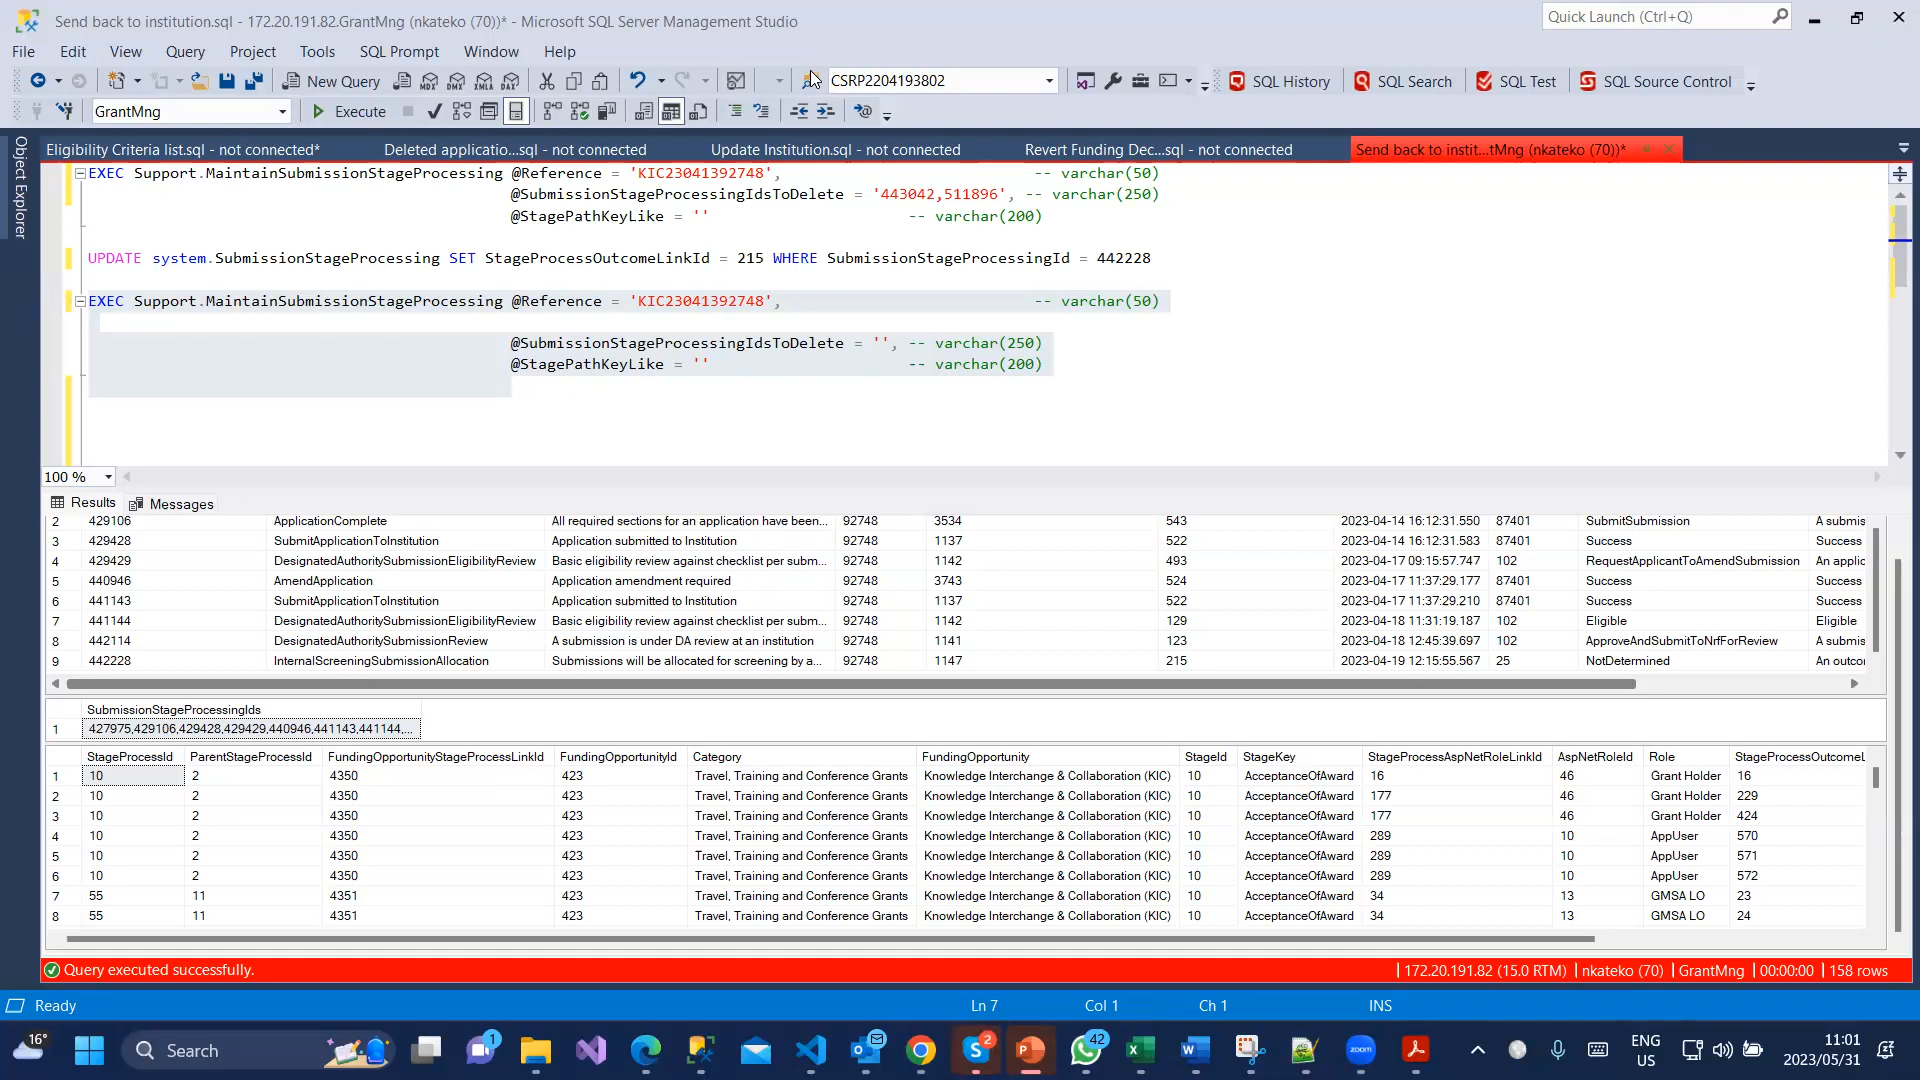 Send back to institution.sql - 172.20.191.82.GrantMng (nkateko (70))* - Microsoft SQL Server Management Studio
Quick Launch (Ctrl+Q)
File Edit View Query Project Tools SQL Prompt Window Help
New Query MDX DMX XMLA DAX CSRP2204193802 SQL History SQL Search SQL Test SQL Source Control
GrantMng Execute
Object Explorer
Eligibility Criteria list.sql - not connected* Deleted applicatio...sql - not connected Update Institution.sql - not connected Revert Funding Dec...sql - not connected Send back to instit...tMng (nkateko (70))*
EXEC Support.MaintainSubmissionStageProcessing @Reference = 'KIC23041392748', -- varchar(50)
@SubmissionStageProcessingIdsToDelete = '443042,511896', -- varchar(250)
@StagePathKeyLike = '' -- varchar(200)
UPDATE system.SubmissionStageProcessing SET StageProcessOutcomeLinkId = 215 WHERE SubmissionStageProcessingId = 442228
EXEC Support.MaintainSubmissionStageProcessing @Reference = 'KIC23041392748', -- varchar(50)
@SubmissionStageProcessingIdsToDelete = '', -- varchar(250)
@StagePathKeyLike = '' -- varchar(200)
100 %
Results Messages
2 429106 ApplicationComplete All required sections for an application have been... 92748 3534 543 2023-04-14 16:12:31.550 87401 SubmitSubmission A submis
3 429428 SubmitApplicationToInstitution Application submitted to Institution 92748 1137 522 2023-04-14 16:12:31.583 87401 Success Success
4 429429 DesignatedAuthoritySubmissionEligibilityReview Basic eligibility review against checklist per subm... 92748 1142 493 2023-04-17 09:15:57.747 102 RequestApplicantToAmendSubmission An applic
5 440946 AmendApplication Application amendment required 92748 3743 524 2023-04-17 11:37:29.177 87401 Success Success
6 441143 SubmitApplicationToInstitution Application submitted to Institution 92748 1137 522 2023-04-17 11:37:29.210 87401 Success Success
7 441144 DesignatedAuthoritySubmissionEligibilityReview Basic eligibility review against checklist per subm... 92748 1142 129 2023-04-18 11:31:19.187 102 Eligible Eligible
8 442114 DesignatedAuthoritySubmissionReview A submission is under DA review at an institution 92748 1141 123 2023-04-18 12:45:39.697 102 ApproveAndSubmitToNrfForReview A submis
9 442228 InternalScreeningSubmissionAllocation Submissions will be allocated for screening by a... 92748 1147 215 2023-04-19 12:15:55.567 25 NotDetermined An outcor
SubmissionStageProcessingIds
1 427975,429106,429428,429429,440946,441143,441144,...
StageProcessId ParentStageProcessId FundingOpportunityStageProcessLinkId FundingOpportunityId Category FundingOpportunity StageId StageKey StageProcessAspNetRoleLinkId AspNetRoleId Role StageProcessOutcomeL
1 10 2 4350 423 Travel, Training and Conference Grants Knowledge Interchange & Collaboration (KIC) 10 AcceptanceOfAward 16 46 Grant Holder 16
2 10 2 4350 423 Travel, Training and Conference Grants Knowledge Interchange & Collaboration (KIC) 10 AcceptanceOfAward 177 46 Grant Holder 229
3 10 2 4350 423 Travel, Training and Conference Grants Knowledge Interchange & Collaboration (KIC) 10 AcceptanceOfAward 177 46 Grant Holder 424
4 10 2 4350 423 Travel, Training and Conference Grants Knowledge Interchange & Collaboration (KIC) 10 AcceptanceOfAward 289 10 AppUser 570
5 10 2 4350 423 Travel, Training and Conference Grants Knowledge Interchange & Collaboration (KIC) 10 AcceptanceOfAward 289 10 AppUser 571
6 10 2 4350 423 Travel, Training and Conference Grants Knowledge Interchange & Collaboration (KIC) 10 AcceptanceOfAward 289 10 AppUser 572
7 55 11 4351 423 Travel, Training and Conference Grants Knowledge Interchange & Collaboration (KIC) 10 AcceptanceOfAward 34 13 GMSA LO 23
8 55 11 4351 423 Travel, Training and Conference Grants Knowledge Interchange & Collaboration (KIC) 10 AcceptanceOfAward 34 13 GMSA LO 24
Query executed successfully. 172.20.191.82 (15.0 RTM) nkateko (70) GrantMng 00:00:00 158 rows
Ready Ln 7 Col 1 Ch 1 INS
16° Search 1 2 42 zoom ENG US 11:01 2023/05/31